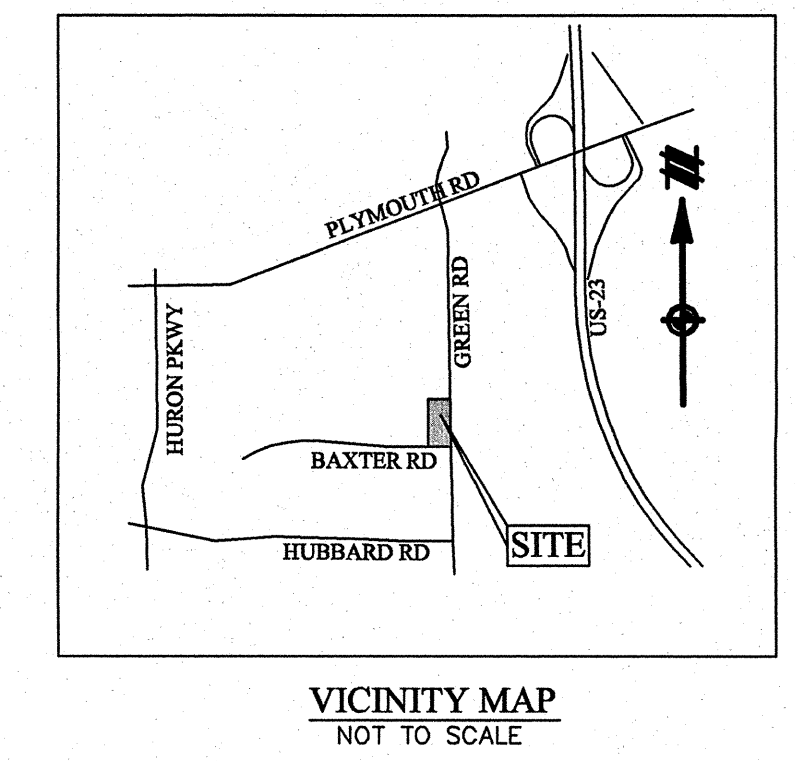 PLYMOUTH RD
GREEN RD
US-23
HURON PKWY
BAXTER RD
HUBBARD RD
SITE
VICINITY MAP
NOT TO SCALE